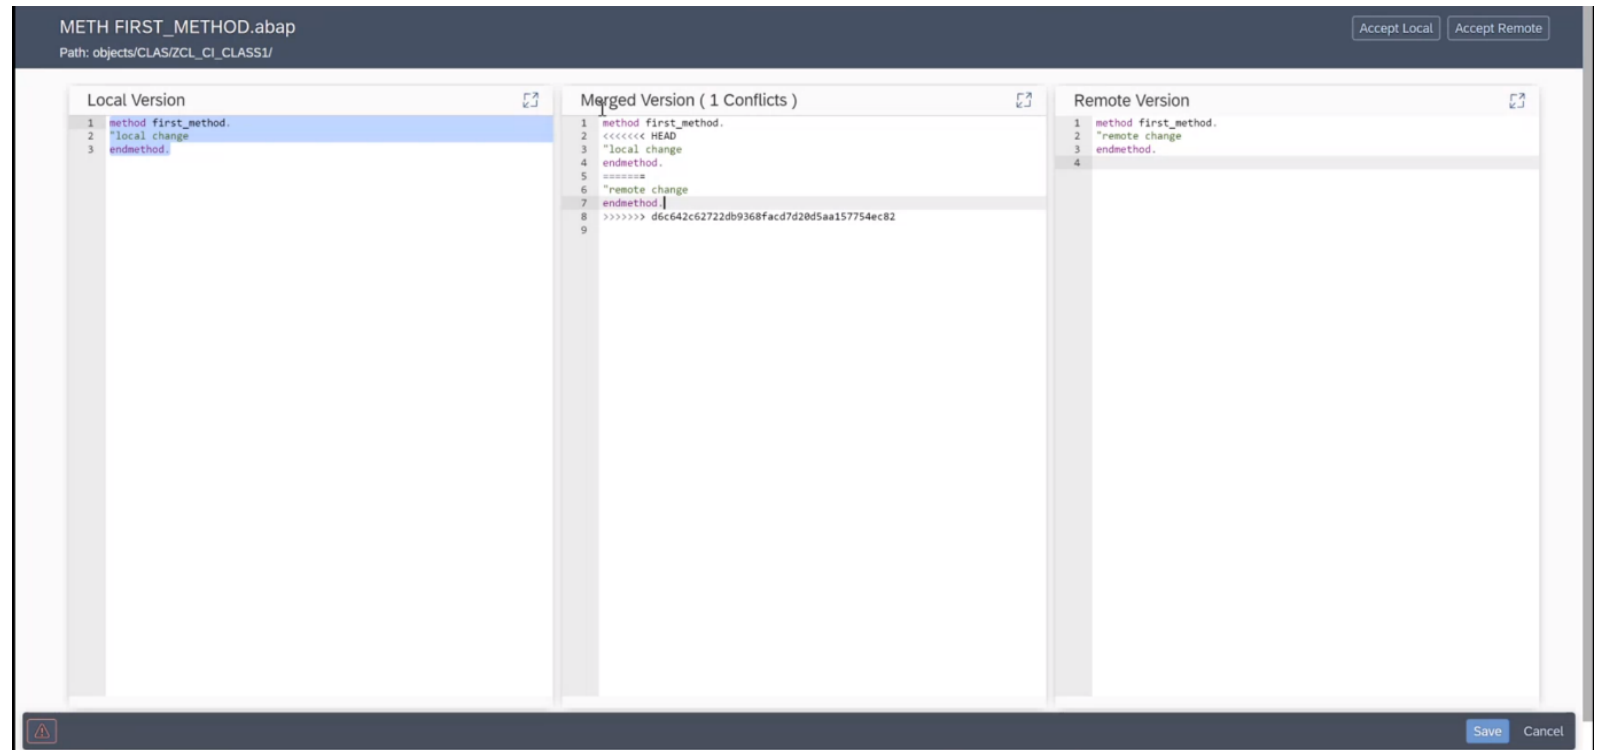 METH FIRST_METHOD.abap
Accept Local
Accept Remote
Path: objects/CLAS/ZCL_CI_CLASS1/
Local Version
1 method first_method.
2 "local change
3 endmethod.
Merged Version ( 1 Conflicts )
1 method first_method.
2 <<<<<<< HEAD
3 "local change
4 endmethod.
5 =======
6 "remote change
7 endmethod.
8 >>>>>>> d6c642c62722db9368facd7d20d5aa157754ec82
9
Remote Version
1 method first_method.
2 "remote change
3 endmethod.
4
Save
Cancel